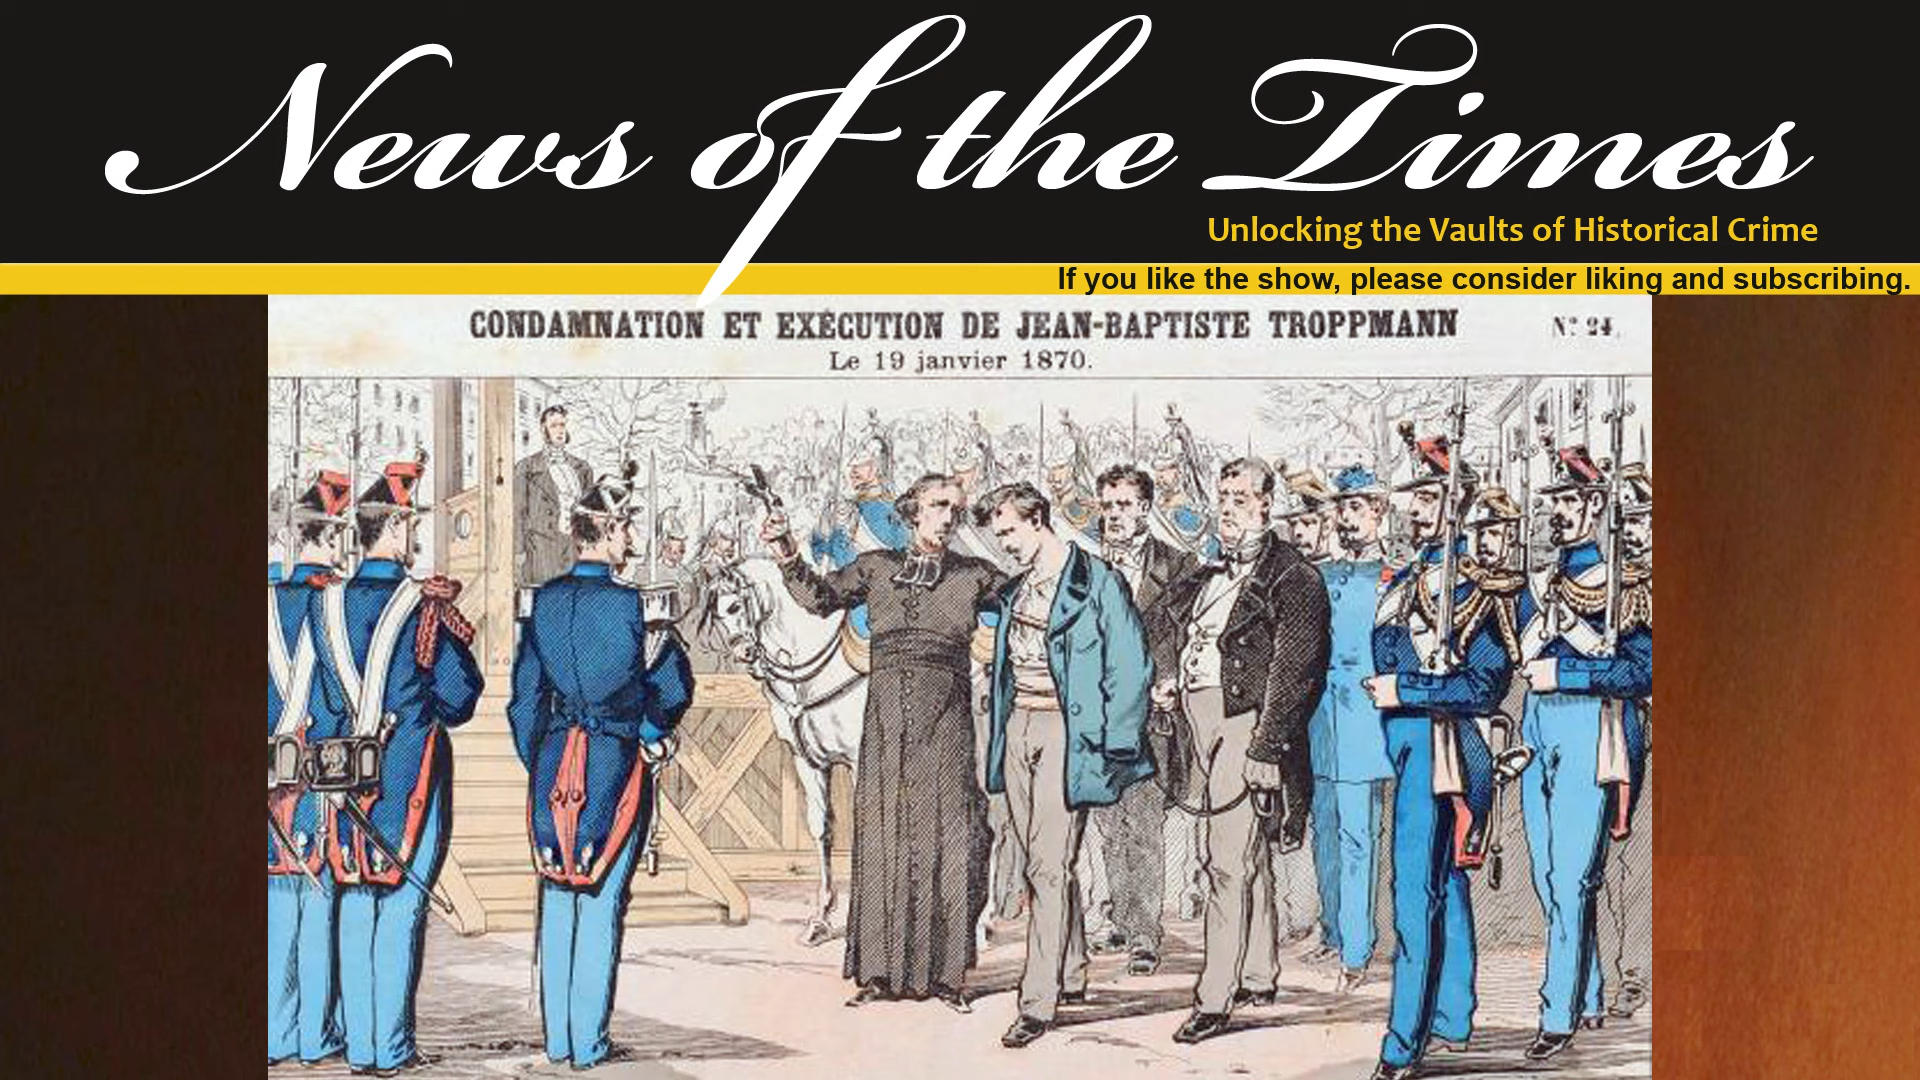 News of the Times
Unlocking the Vaults of Historical Crime
If you like the show, please consider liking and subscribing.
CONDAMNATION ET EXÉCUTION DE JEAN-BAPTISTE TROPPMANN Nº 24.
Le 19 janvier 1870.